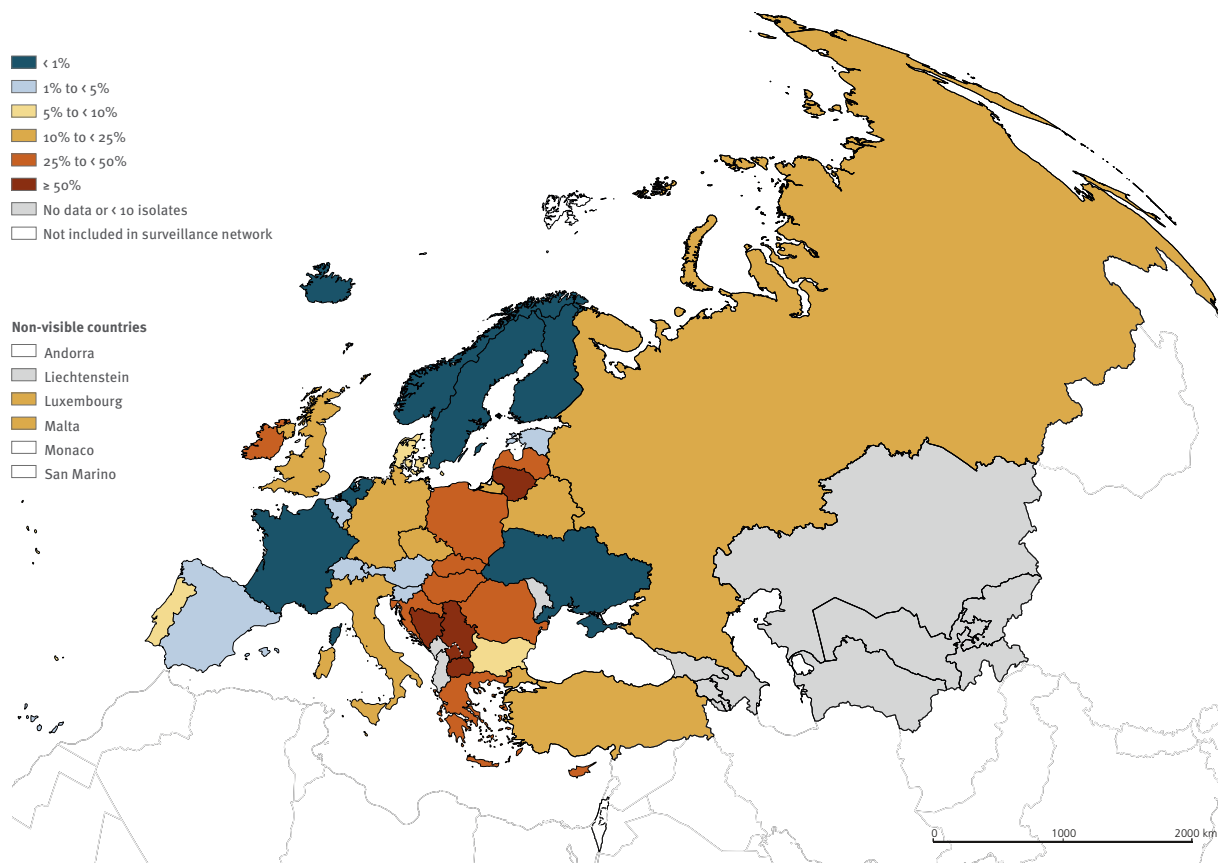 < 1%
1% to < 5%
5% to < 10%
10% to < 25%
25% to < 50%
≥ 50%
No data or < 10 isolates
Not included in surveillance network
Non-visible countries
Andorra
Liechtenstein
Luxembourg
Malta
Monaco
San Marino
0 1000 2000 km